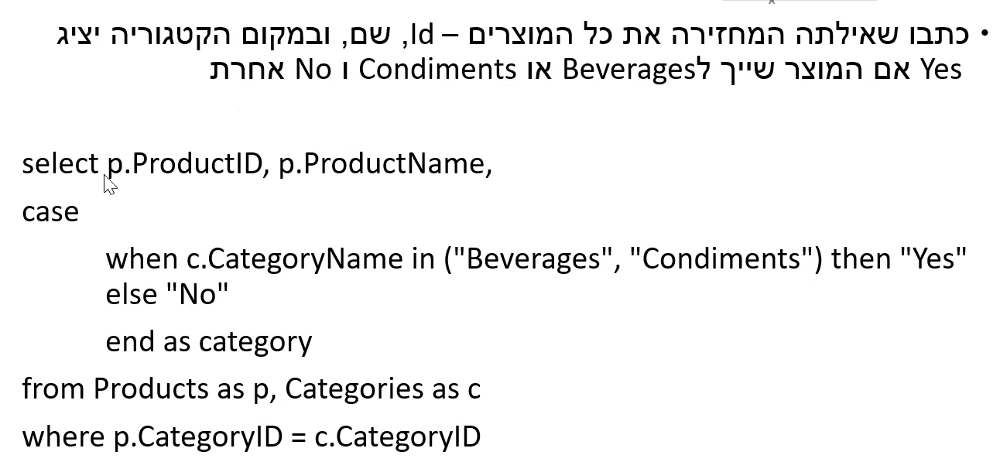 • כתבו שאילתה המחזירה את כל המוצרים – Id, שם, ובמקום הקטגוריה יציג
Yes אם המוצר שייך לBeverages או Condiments ו No אחרת
select p.ProductID, p.ProductName,
case
when c.CategoryName in ("Beverages", "Condiments") then "Yes"
else "No"
end as category
from Products as p, Categories as c
where p.CategoryID = c.CategoryID